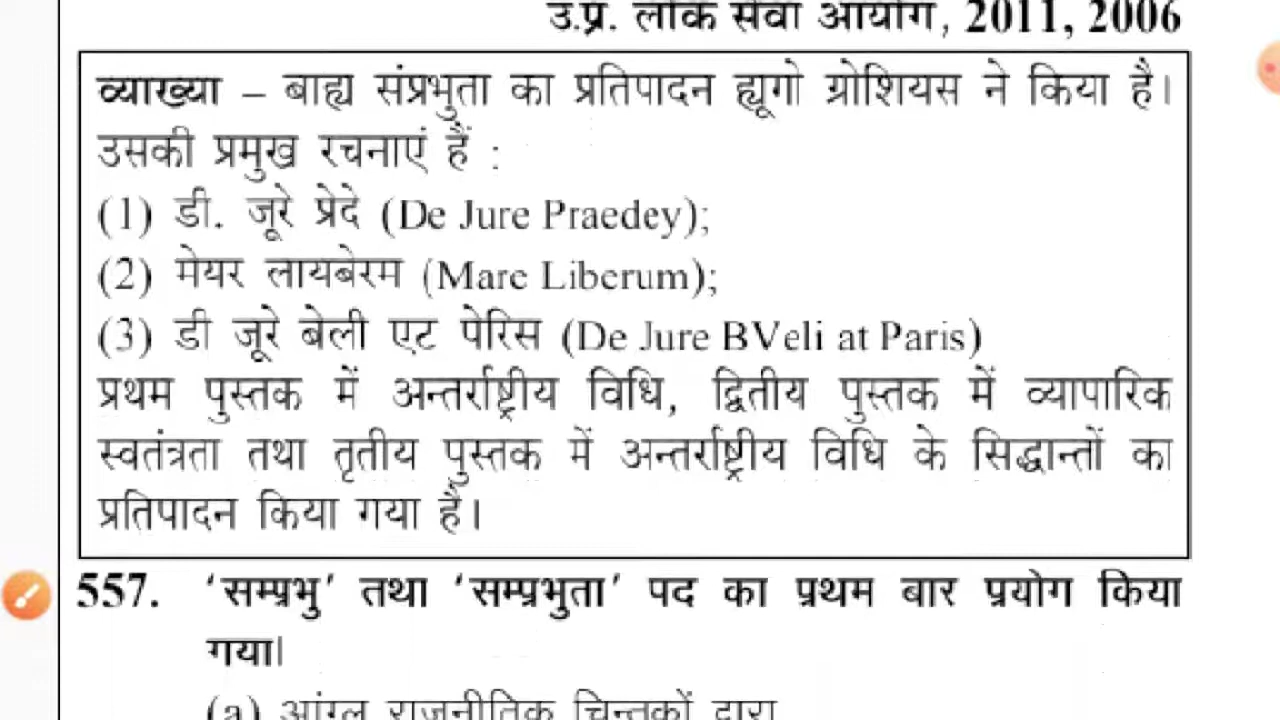 उ.प्र. लोक सेवा आयोग, 2011, 2006
व्याख्या – बाह्य संप्रभुता का प्रतिपादन ह्यूगो ग्रोशियस ने किया है।
उसकी प्रमुख रचनाएं हैं :
(1) डी. जूरे प्रेदे (De Jure Praedey);
(2) मेयर लायबेरम (Mare Liberum);
(3) डी जूरे बेली एट पेरिस (De Jure BVeli at Paris)
प्रथम पुस्तक में अन्तर्राष्ट्रीय विधि, द्वितीय पुस्तक में व्यापारिक
स्वतंत्रता तथा तृतीय पुस्तक में अन्तर्राष्ट्रीय विधि के सिद्धान्तों का
प्रतिपादन किया गया है।
557. 'सम्प्रभु' तथा 'सम्प्रभुता' पद का प्रथम बार प्रयोग किया
गया।
(a) आंग्ल राजनीतिक चिन्तकों द्वारा